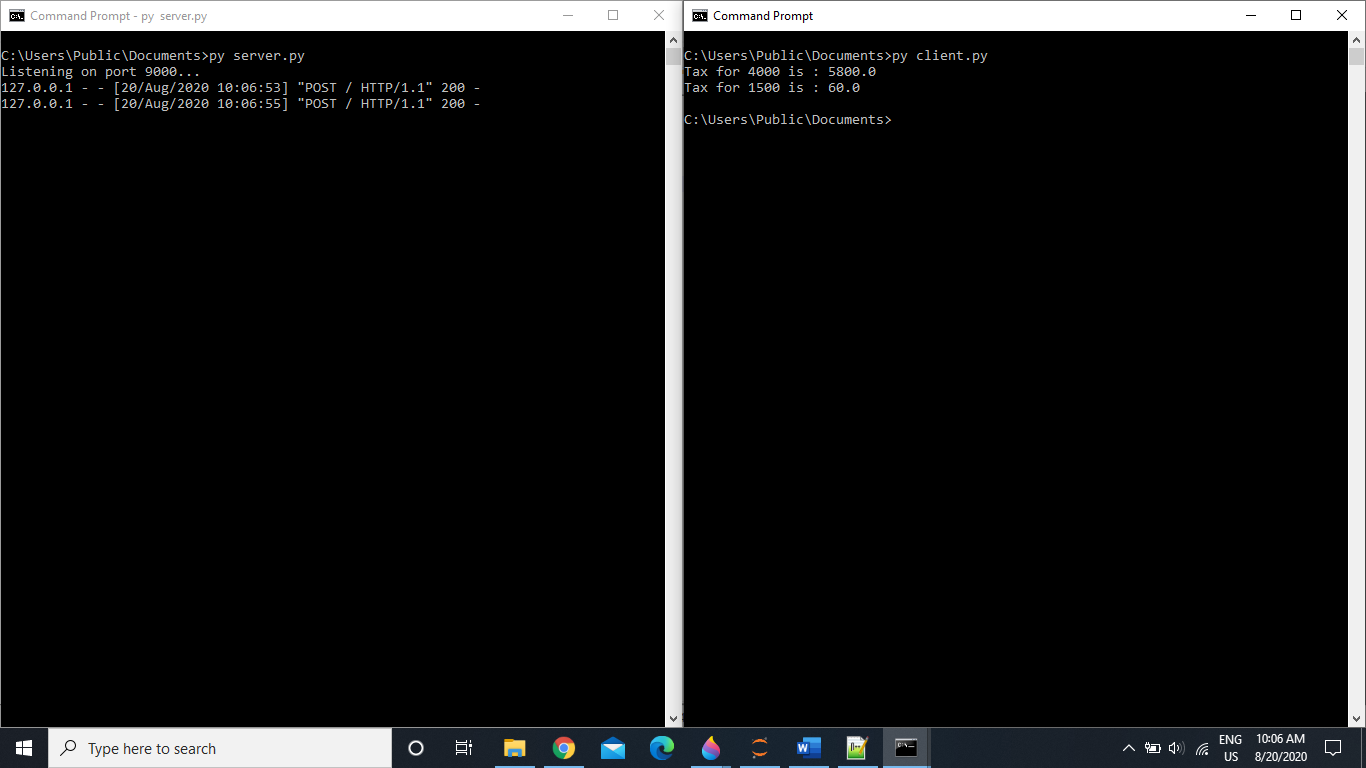 Command Prompt - py  server.py
C:\Users\Public\Documents>py server.py
Listening on port 9000...
127.0.0.1 - - [20/Aug/2020 10:06:53] "POST / HTTP/1.1" 200 -
127.0.0.1 - - [20/Aug/2020 10:06:55] "POST / HTTP/1.1" 200 -
Command Prompt
C:\Users\Public\Documents>py client.py
Tax for 4000 is : 5800.0
Tax for 1500 is : 60.0
C:\Users\Public\Documents>
Type here to search
ENG
US
10:06 AM
8/20/2020